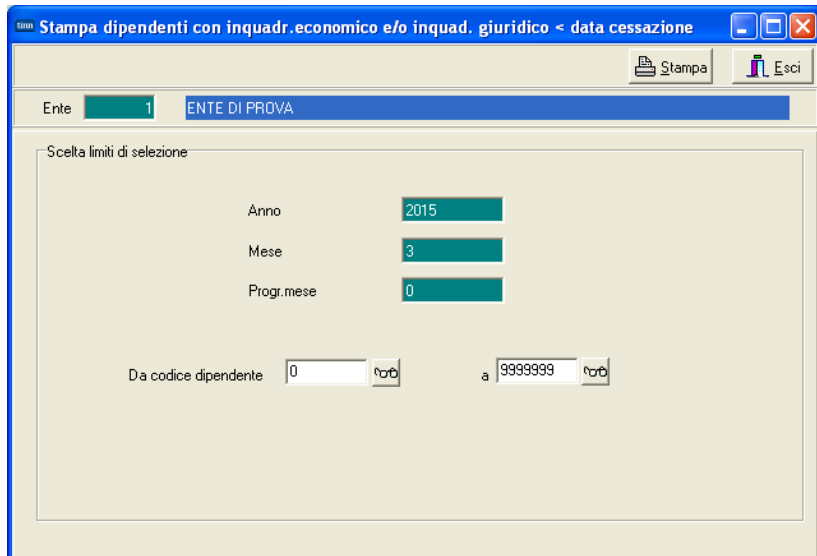 tinn Stampa dipendenti con inquadr.economico e/o inquad. giuridico < data cessazione
Stampa Esci
Ente 1 ENTE DI PROVA
Scelta limiti di selezione
Anno 2015
Mese 3
Progr.mese 0
Da codice dipendente 0 a 9999999